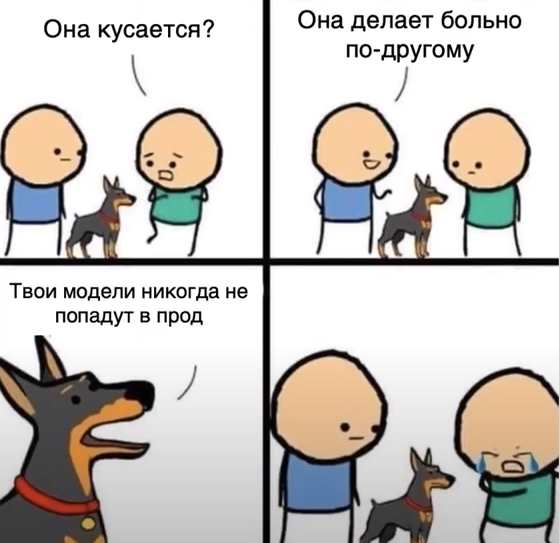 Она кусается?
Она делает больно
по-другому
Твои модели никогда не
попадут в прод